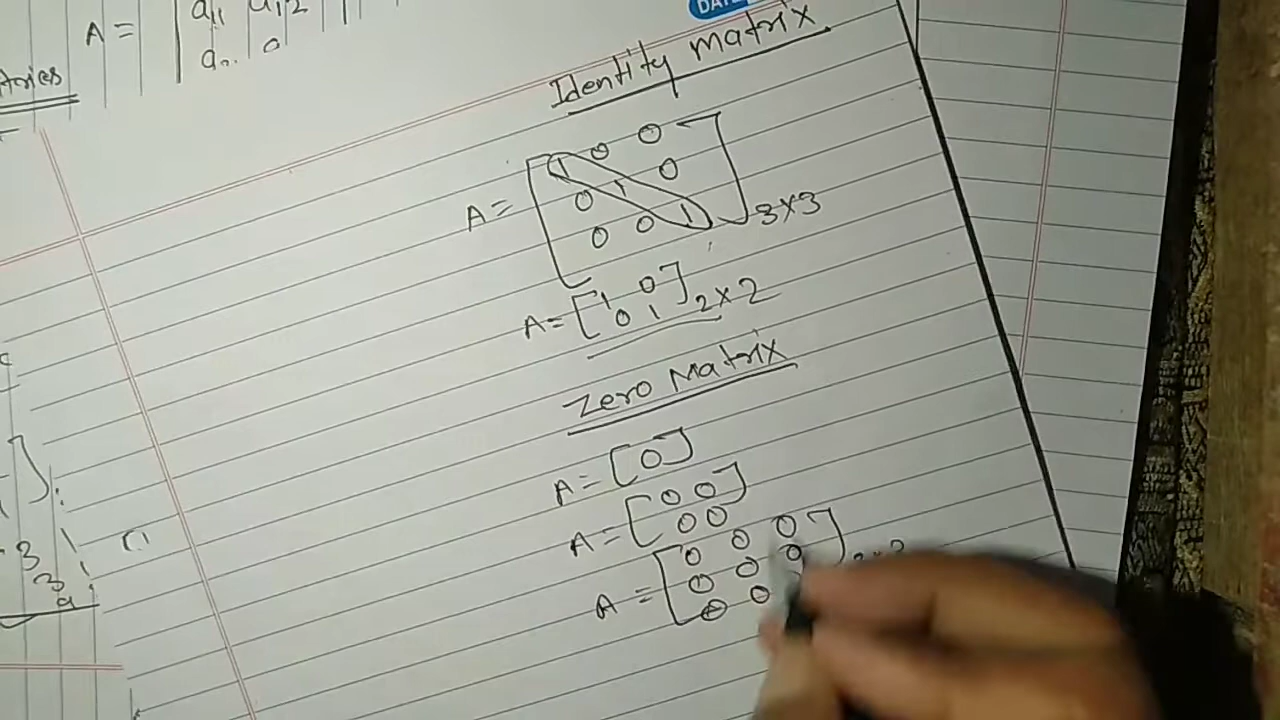 A = a11 a12
0
DATE
Identity matrix
1 0 0
0 1 0
A = 0 0 1 3×3
A = [1 0
0 1] 2×2
Zero Matrix
A = [0]
A = [0 0
0 0]
0 0 0
A = 0 0 0
0 0